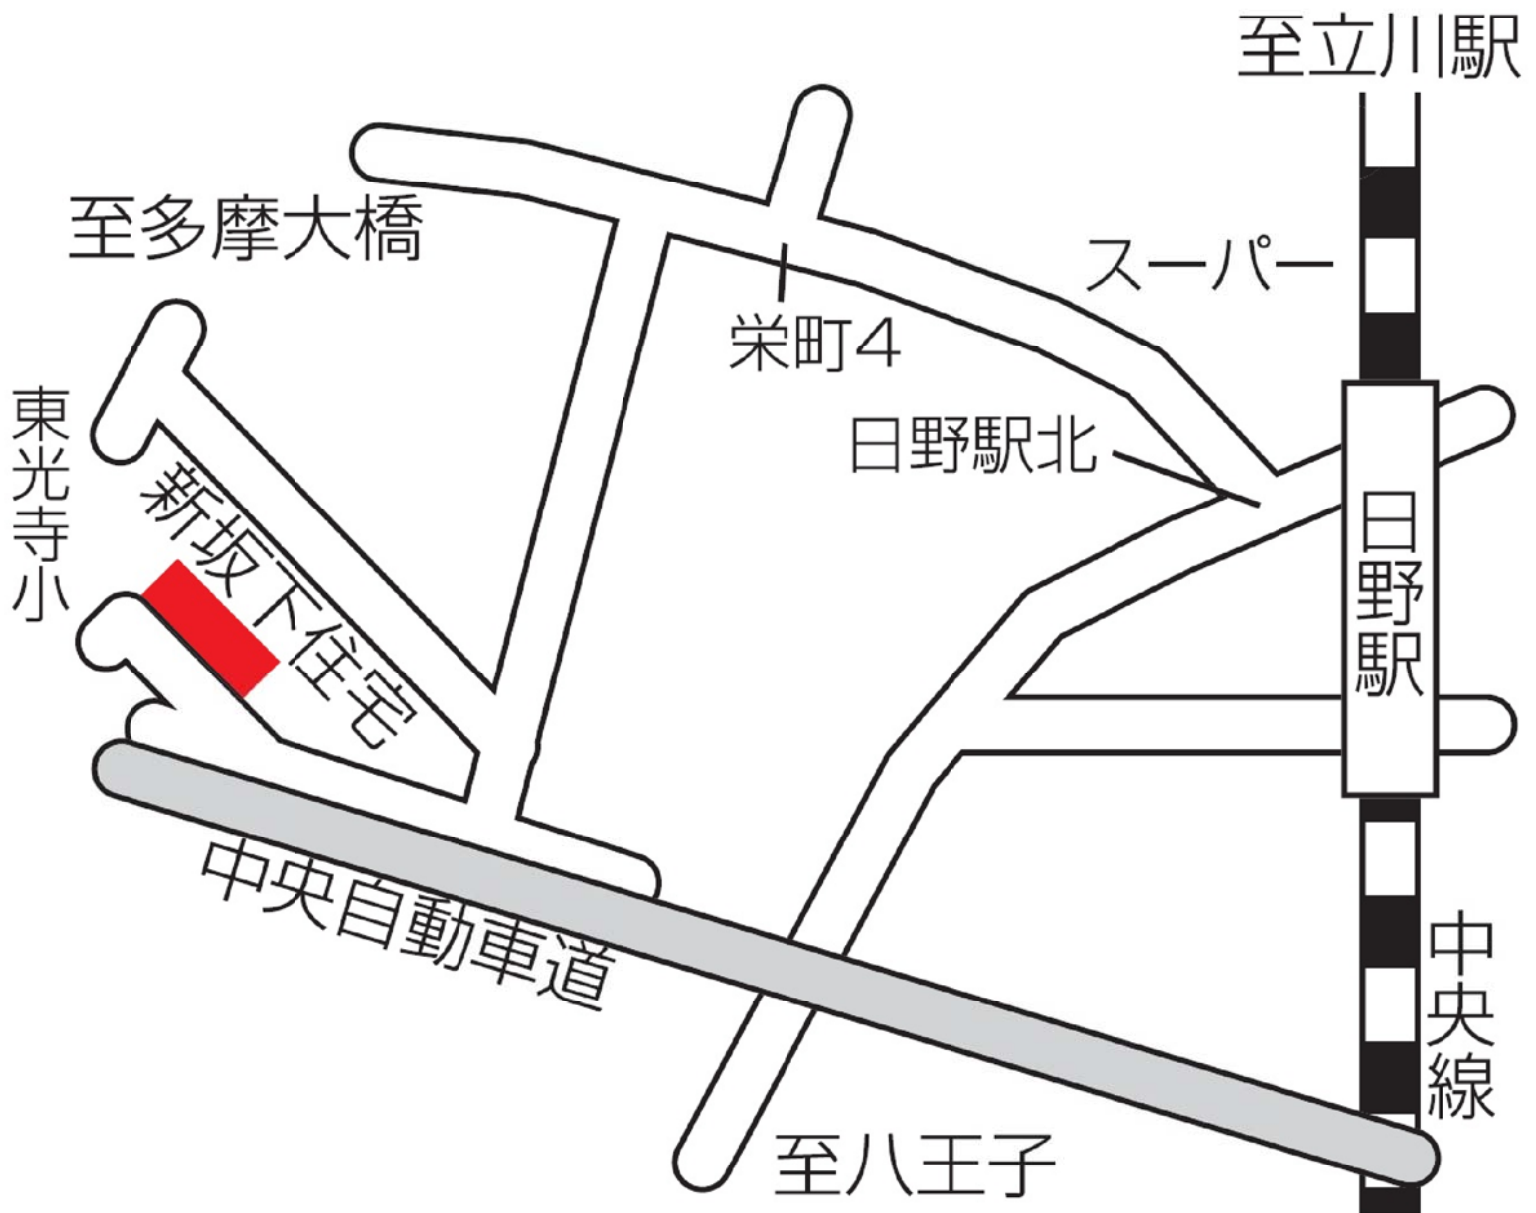 至立川駅
至多摩大橋
スーパー
栄町4
東光寺小
日野駅北
新坂下住宅
日野駅
中央自動車道
中央線
至八王子